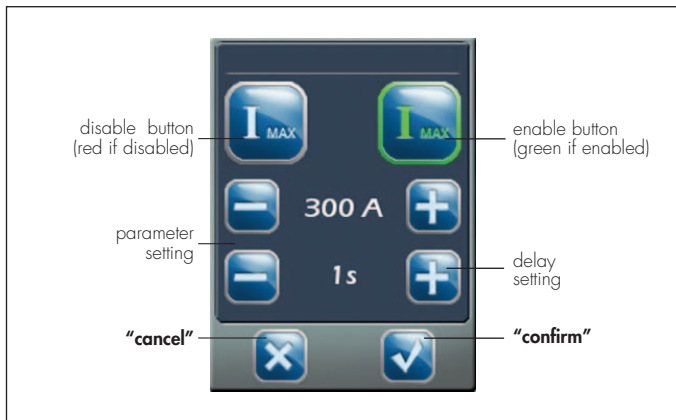 I MAX
I MAX
disable button
(red if disabled)
enable button
(green if enabled)
300 A
parameter
setting
1s
delay
setting
"cancel"
"confirm"